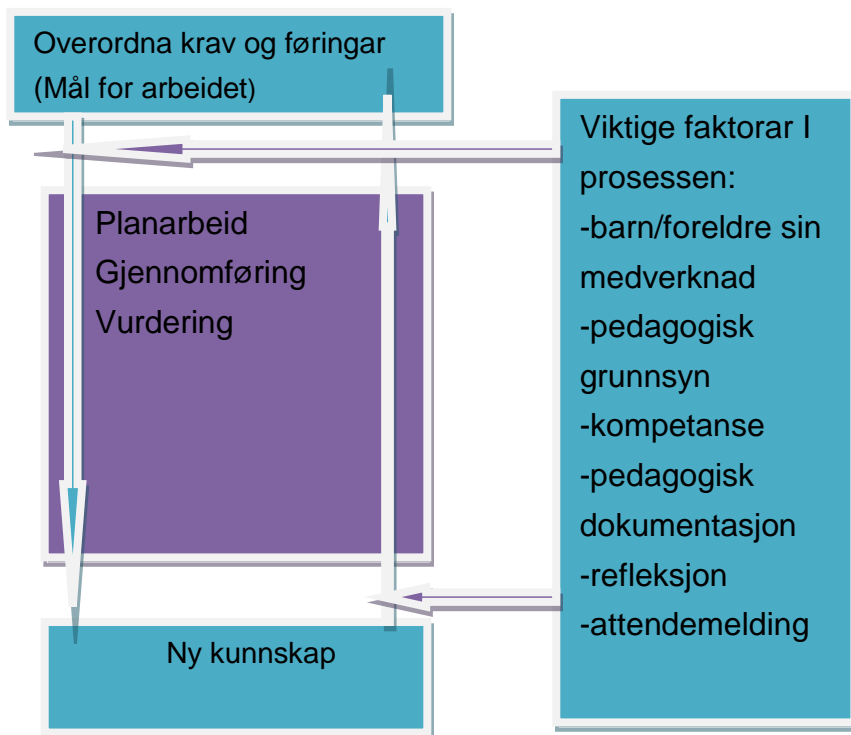 Overordna krav og føringar
(Mål for arbeidet)
Planarbeid
Gjennomføring
Vurdering
Ny kunnskap
Viktige faktorar I
prosessen:
-barn/foreldre sin
medverknad
-pedagogisk
grunnsyn
-kompetanse
-pedagogisk
dokumentasjon
-refleksjon
-attendemelding